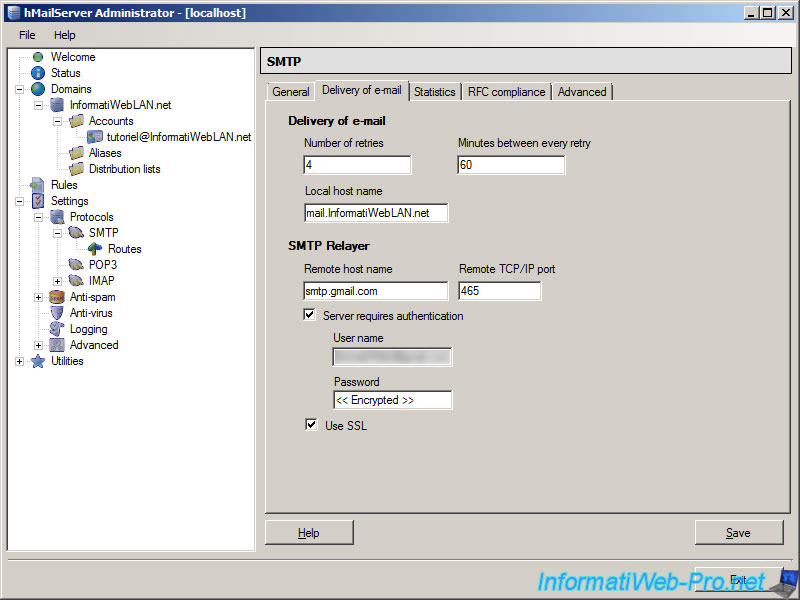 hMailServer Administrator - [localhost]
File Help
Welcome
Status
Domains
InformatiWebLAN.net
Accounts
tutoriel@InformatiWebLAN.net
Aliases
Distribution lists
Rules
Settings
Protocols
SMTP
Routes
POP3
IMAP
Anti-spam
Anti-virus
Logging
Advanced
Utilities
SMTP
General Delivery of e-mail Statistics RFC compliance Advanced
Delivery of e-mail
Number of retries Minutes between every retry
4 60
Local host name
mail.InformatiWebLAN.net
SMTP Relayer
Remote host name Remote TCP/IP port
smtp.gmail.com 465
Server requires authentication
User name
Password
<< Encrypted >>
Use SSL
Help Save
Exit
InformatiWeb-Pro.net